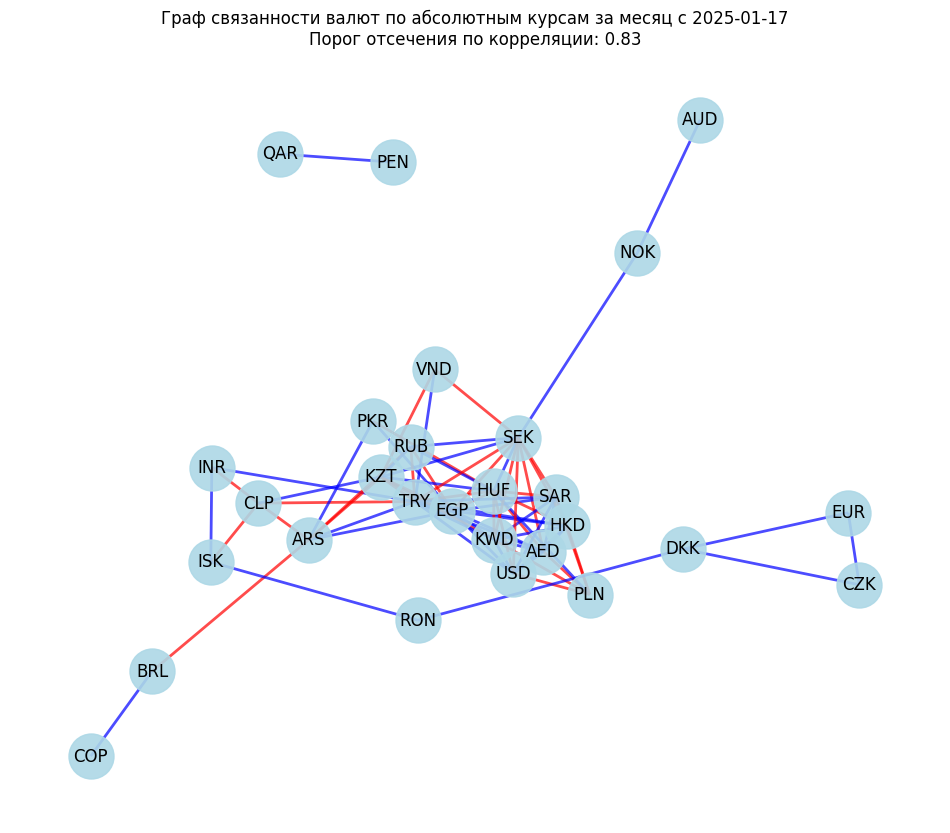 Граф связанности валют по абсолютным курсам за месяц с 2025-01-17
Порог отсечения по корреляции: 0.83
AUD
QAR
PEN
NOK
VND
PKR
SEK
RUB
INR
KZT
HUF
SAR
CLP
TRY
EGP
EUR
HKD
ARS
KWD
DKK
AED
ISK
USD
CZK
PLN
RON
BRL
COP